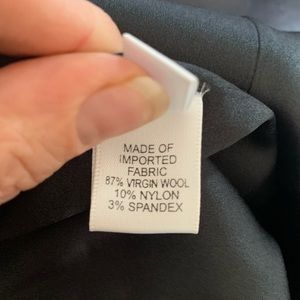 MADE OF
IMPORTED
FABRIC
87% VIRGIN WOOL
10% NYLON
3% SPANDEX